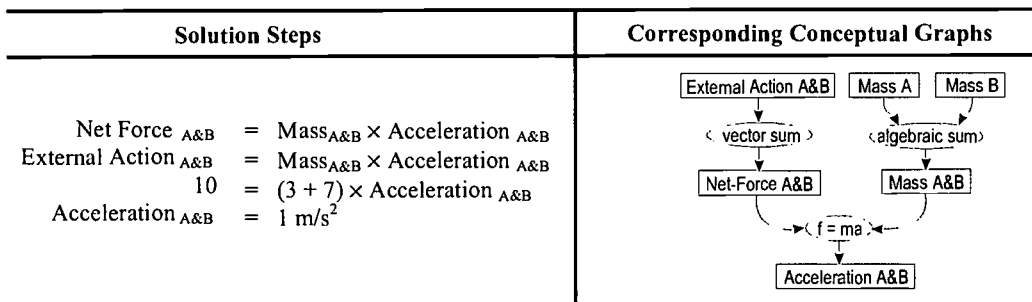 Solution Steps
Corresponding Conceptual Graphs
Net Force A&B = Mass A&B × Acceleration A&B
External Action A&B = Mass A&B × Acceleration A&B
10 = (3 + 7) × Acceleration A&B
Acceleration A&B = 1 m/s²
External Action A&B Mass A Mass B
vector sum algebraic sum
Net-Force A&B Mass A&B
f = ma
Acceleration A&B